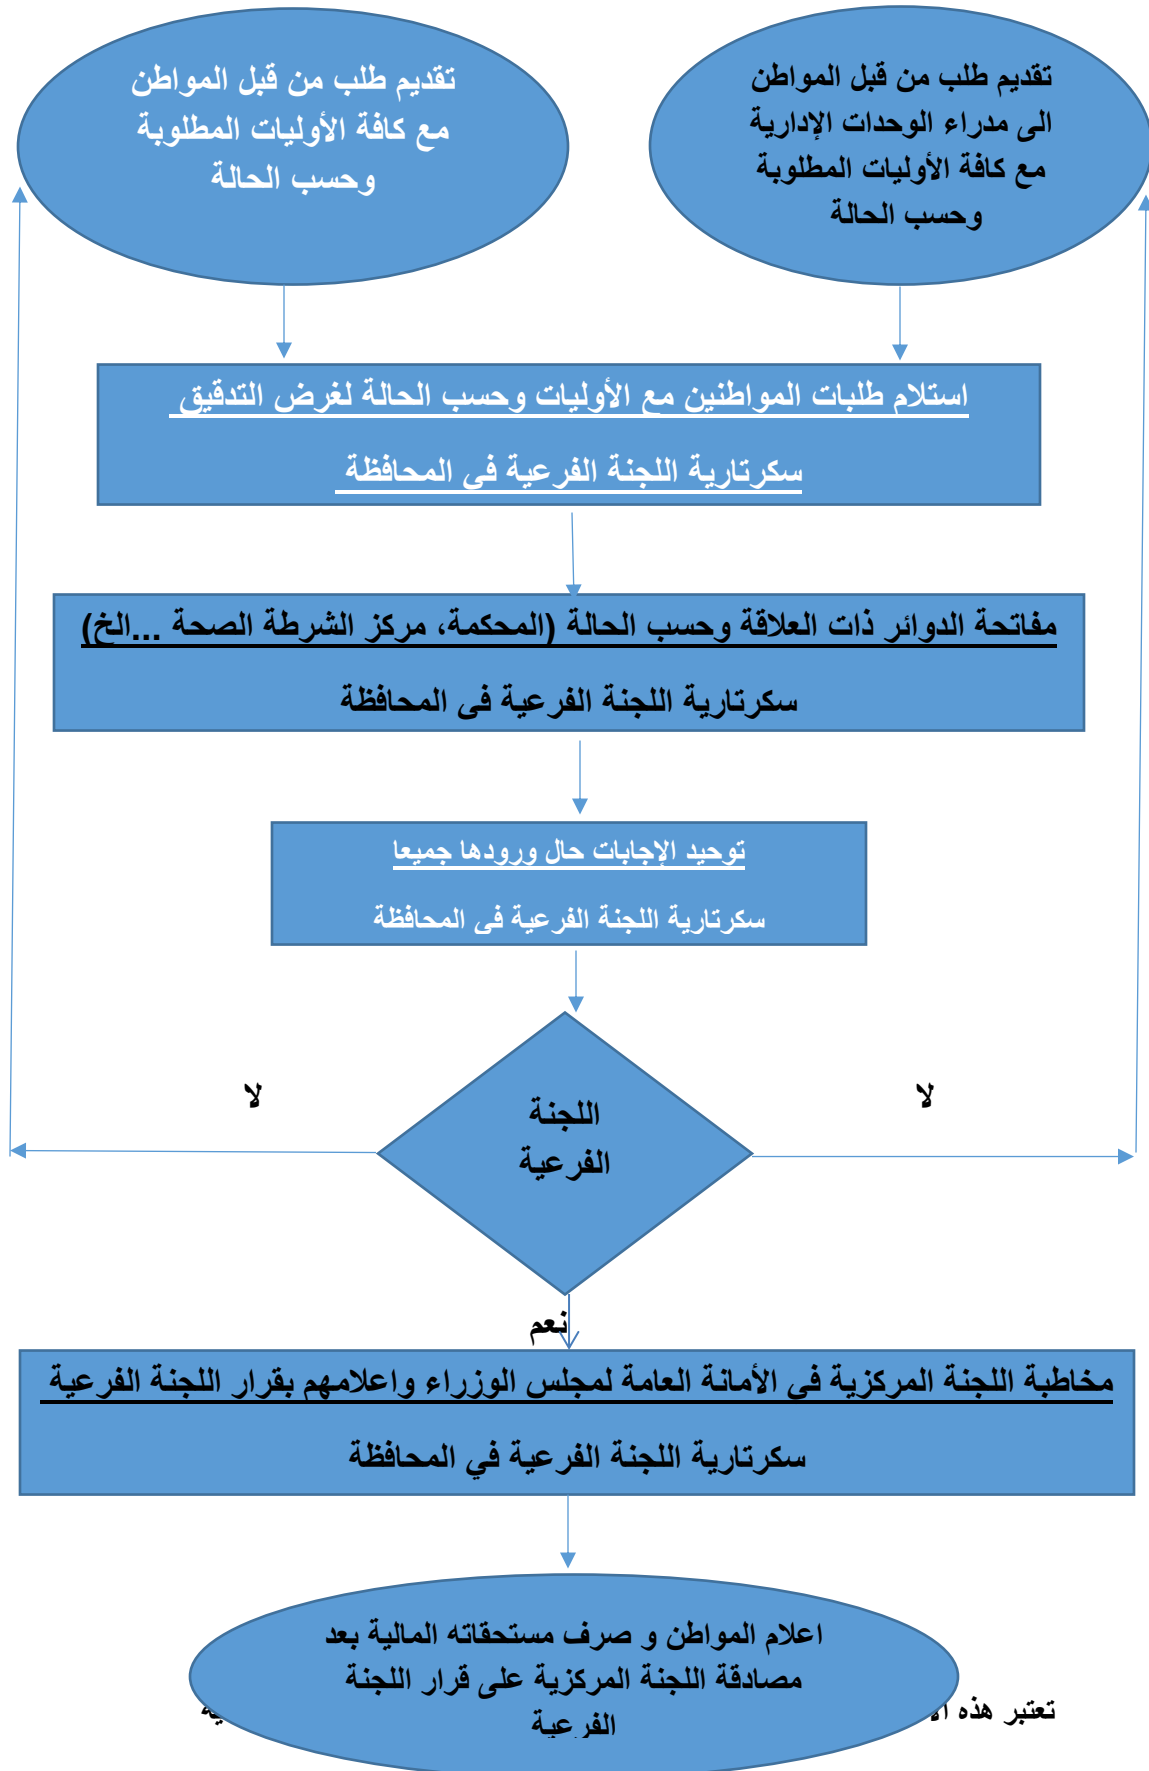 تقديم طلب من قبل المواطن
الى مدراء الوحدات الإدارية
مع كافة الأوليات المطلوبة
وحسب الحالة
تقديم طلب من قبل المواطن
مع كافة الأوليات المطلوبة
وحسب الحالة
استلام طلبات المواطنين مع الأوليات وحسب الحالة لغرض التدقيق
سكرتارية اللجنة الفرعية في المحافظة
مفاتحة الدوائر ذات العلاقة وحسب الحالة (المحكمة، مركز الشرطة الصحة ...الخ)
سكرتارية اللجنة الفرعية في المحافظة
توحيد الإجابات حال ورودها جميعا
سكرتارية اللجنة الفرعية في المحافظة
لا
لا
اللجنة
الفرعية
نعم
مخاطبة اللجنة المركزية في الأمانة العامة لمجلس الوزراء واعلامهم بقرار اللجنة الفرعية
سكرتارية اللجنة الفرعية في المحافظة
اعلام المواطن و صرف مستحقاته المالية بعد
مصادقة اللجنة المركزية على قرار اللجنة
الفرعية
تعتبر هذه